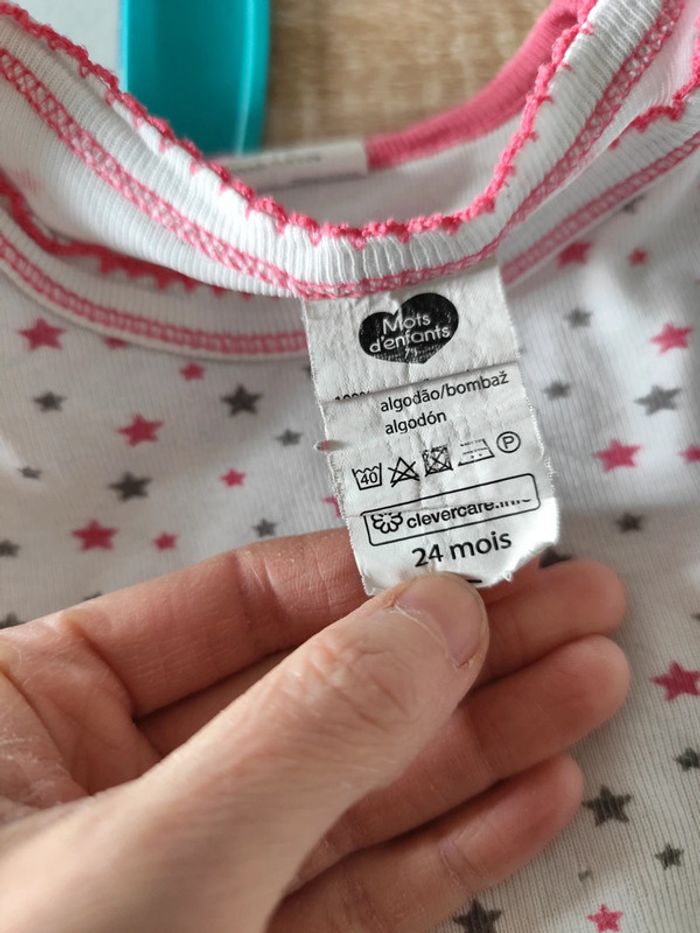 Mots
d'enfants
algodão/bombaž
algodón
40 P
clevercare.info
24 mois